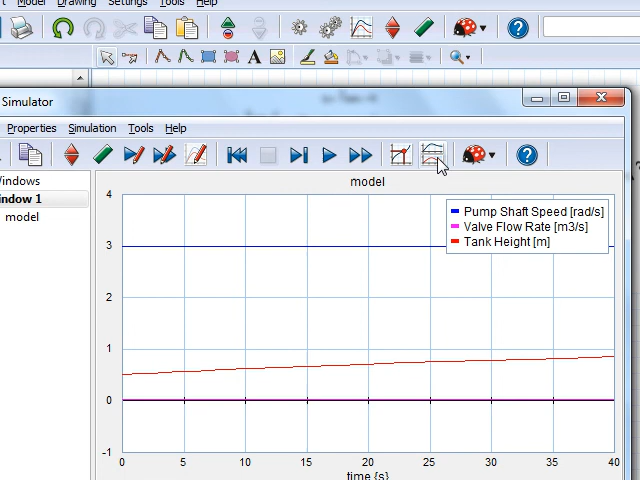 Model Drawing Settings Tools Help
Simulator
Properties Simulation Tools Help
model
4
3
2
1
0
-1
0 5 10 15 20 25 30 35 40
time {s}
Pump Shaft Speed [rad/s]
Valve Flow Rate [m3/s]
Tank Height [m]
indows
indow 1
model
A